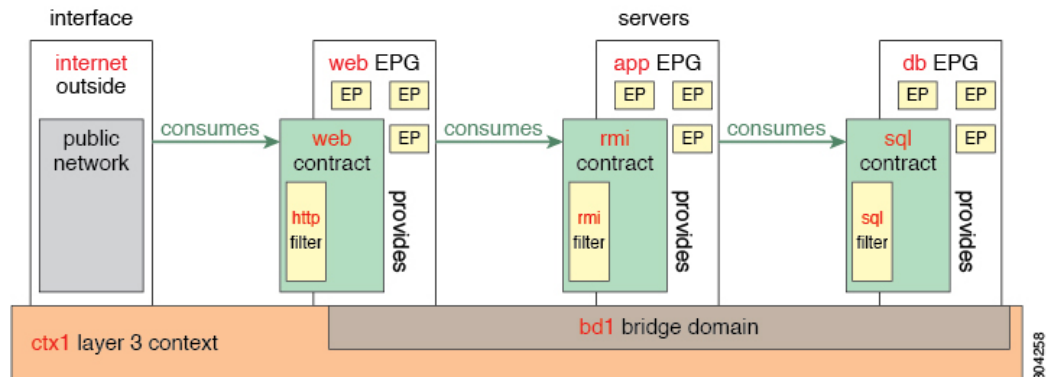 interface
servers
internet
outside
public
network
consumes
web EPG
EP
EP
EP
web
contract
http
filter
provides
consumes
app EPG
EP
EP
EP
rmi
contract
rmi
filter
provides
consumes
db EPG
EP
EP
EP
sql
contract
sql
filter
provides
bd1 bridge domain
ctx1 layer 3 context
304258